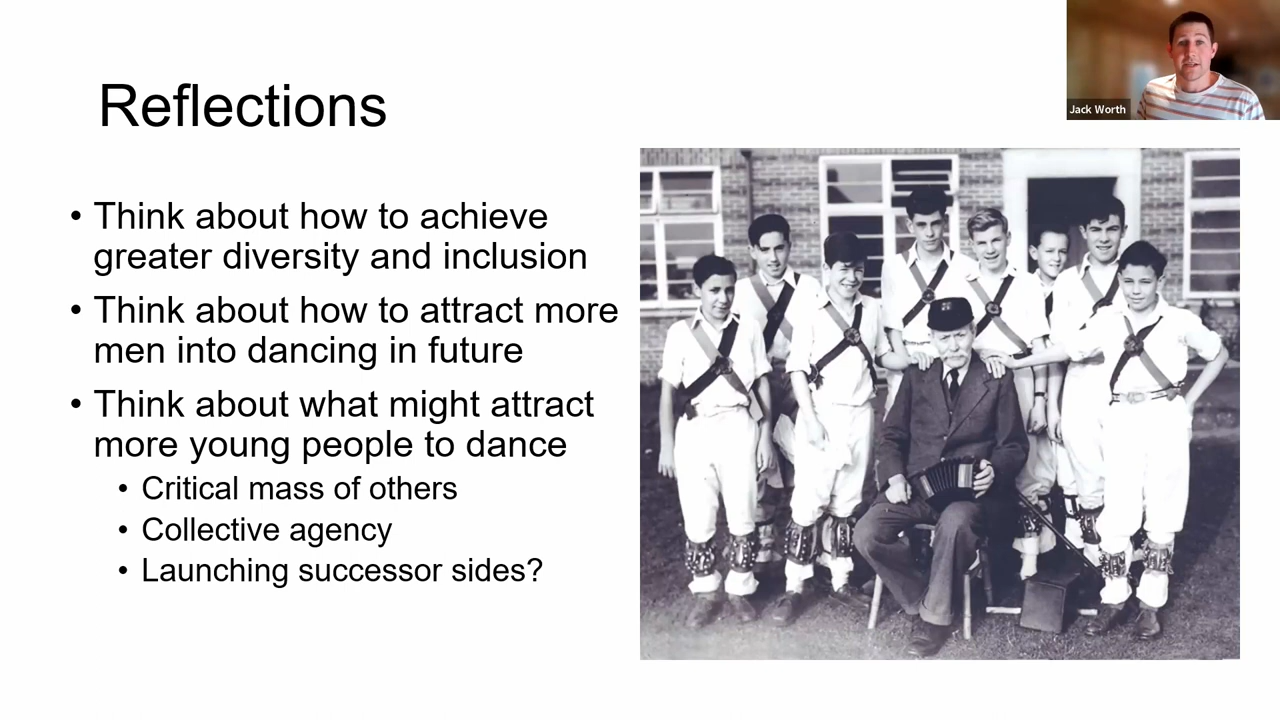 Jack Worth
Reflections
• Think about how to achieve
greater diversity and inclusion
• Think about how to attract more
men into dancing in future
• Think about what might attract
more young people to dance
• Critical mass of others
• Collective agency
• Launching successor sides?